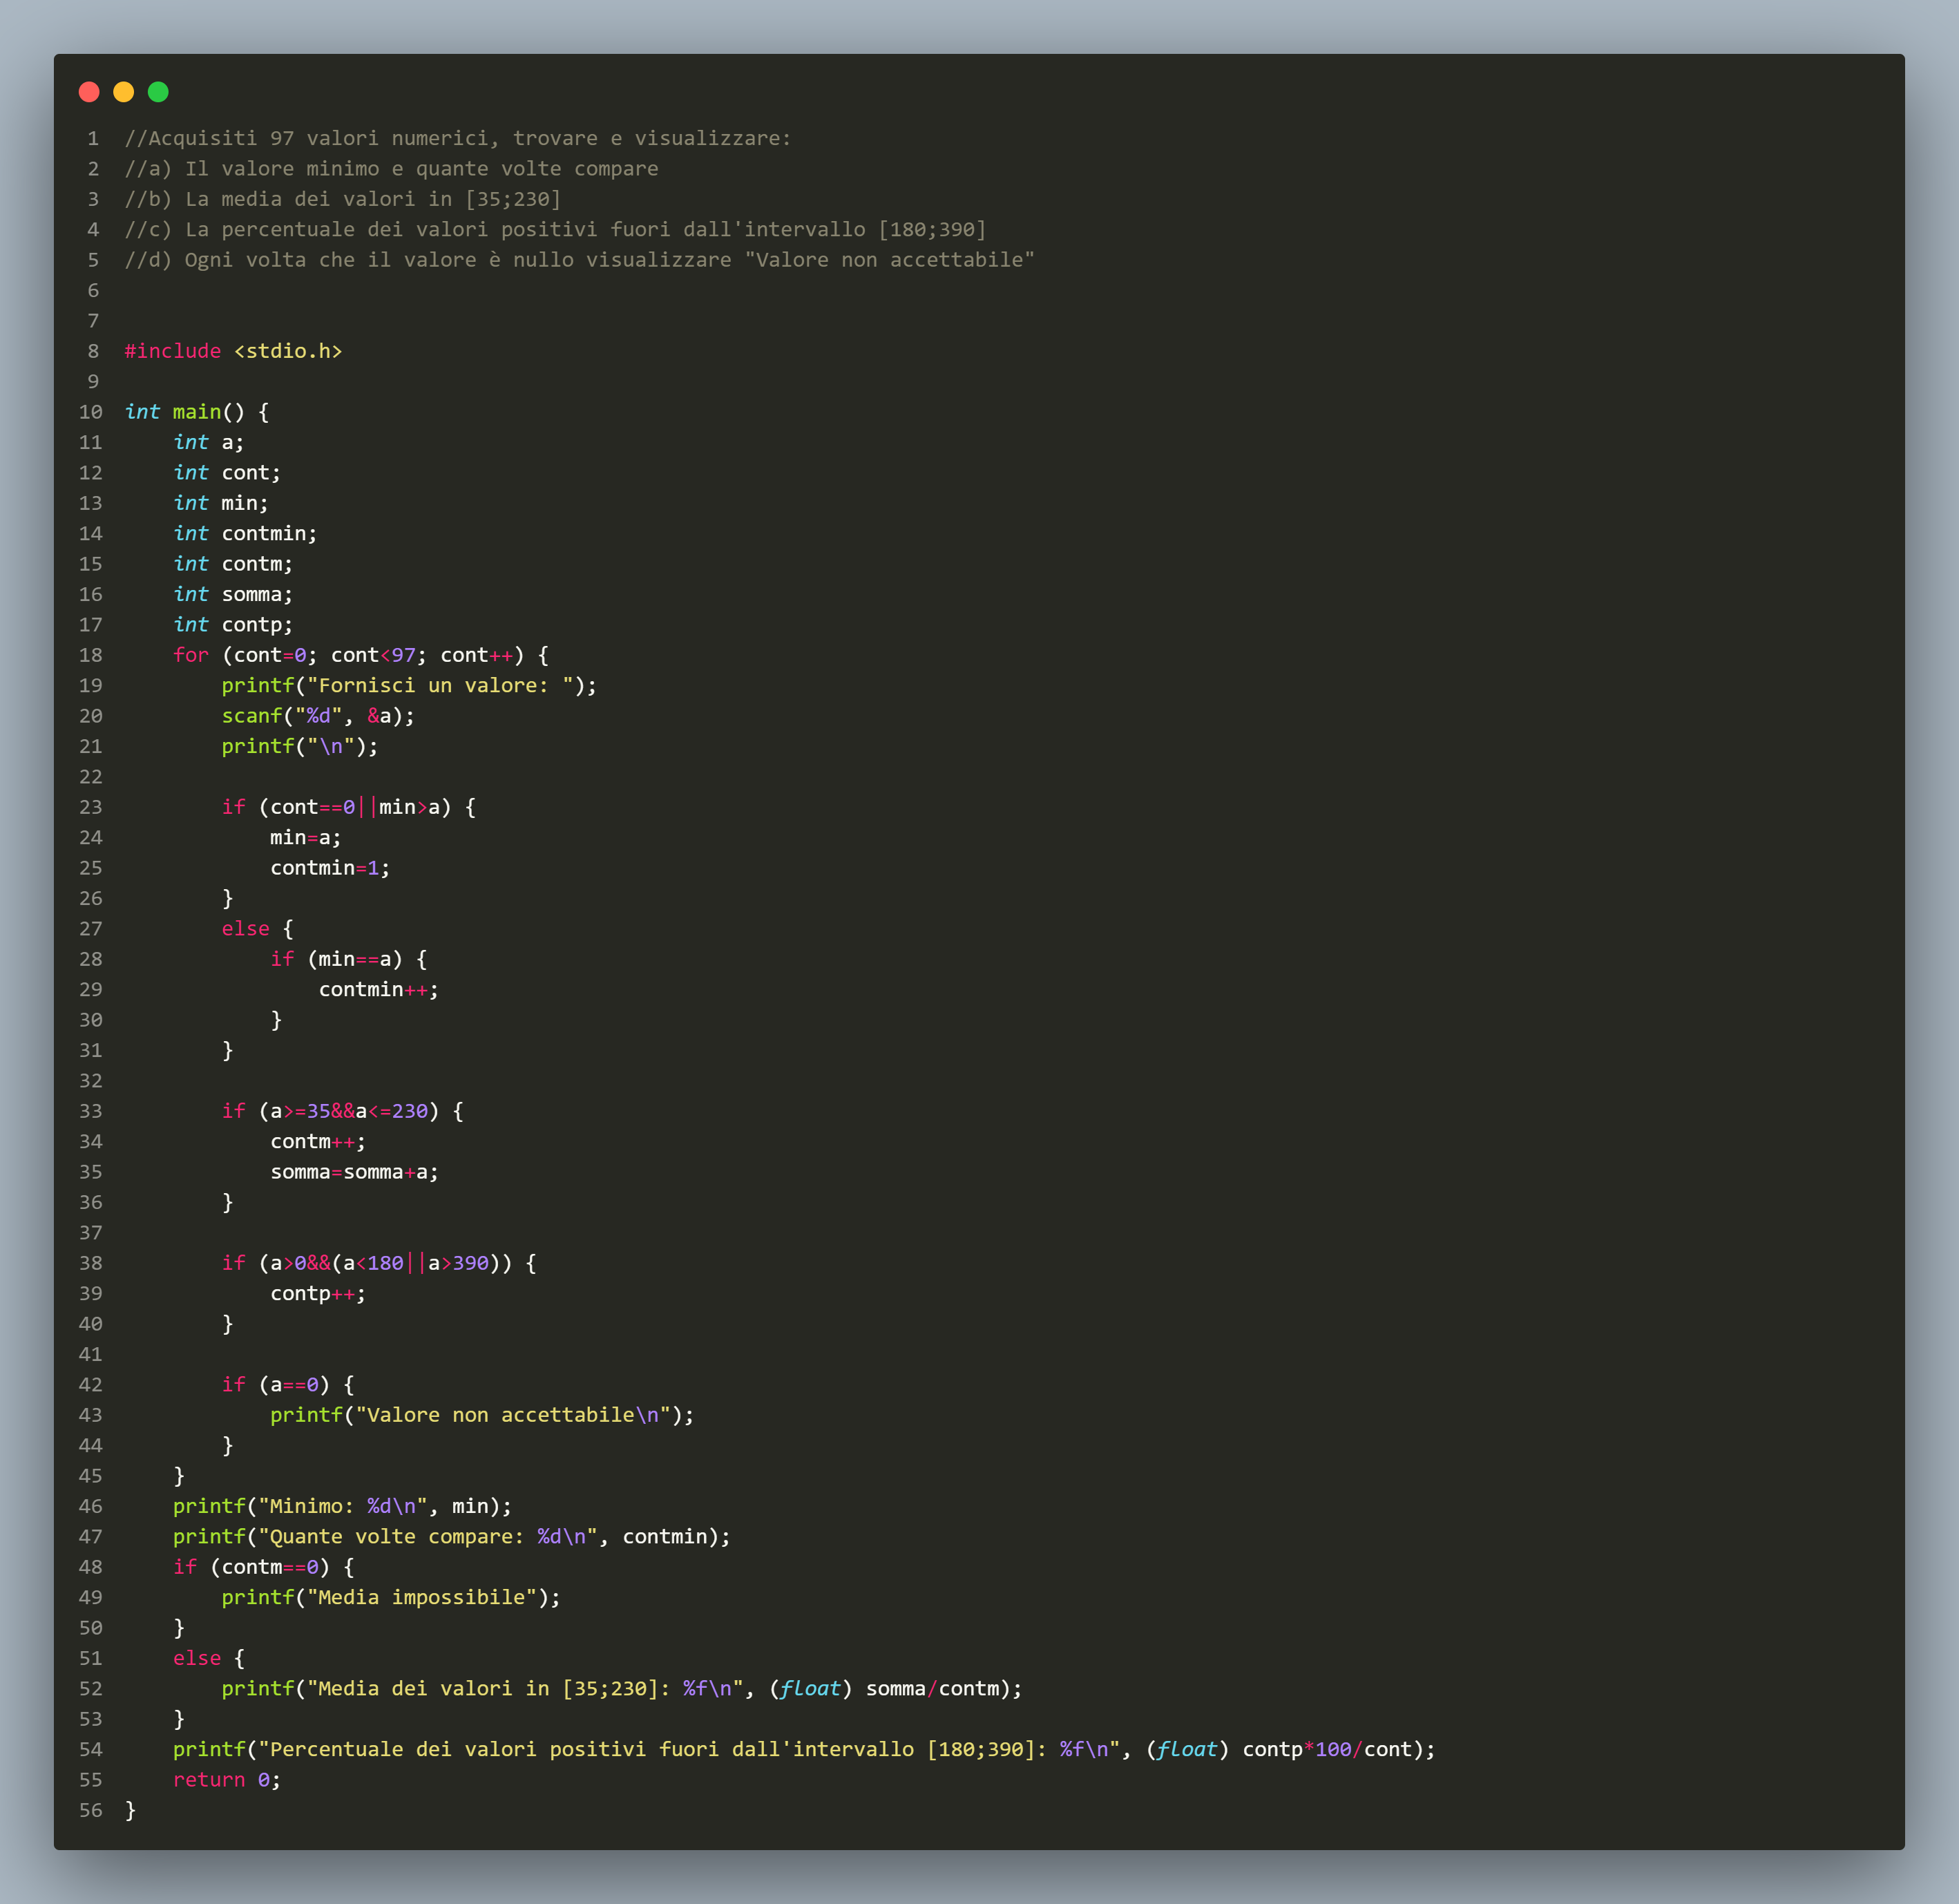 1 //Acquisiti 97 valori numerici, trovare e visualizzare:
2 //a) Il valore minimo e quante volte compare
3 //b) La media dei valori in [35;230]
4 //c) La percentuale dei valori positivi fuori dall'intervallo [180;390]
5 //d) Ogni volta che il valore è nullo visualizzare "Valore non accettabile"
6
7
8 #include <stdio.h>
9
10 int main() {
11     int a;
12     int cont;
13     int min;
14     int contmin;
15     int contm;
16     int somma;
17     int contp;
18     for (cont=0; cont<97; cont++) {
19         printf("Fornisci un valore: ");
20         scanf("%d", &a);
21         printf("\n");
22
23         if (cont==0||min>a) {
24             min=a;
25             contmin=1;
26         }
27         else {
28             if (min==a) {
29                 contmin++;
30             }
31         }
32
33         if (a>=35&&a<=230) {
34             contm++;
35             somma=somma+a;
36         }
37
38         if (a>0&&(a<180||a>390)) {
39             contp++;
40         }
41
42         if (a==0) {
43             printf("Valore non accettabile\n");
44         }
45     }
46     printf("Minimo: %d\n", min);
47     printf("Quante volte compare: %d\n", contmin);
48     if (contm==0) {
49         printf("Media impossibile");
50     }
51     else {
52         printf("Media dei valori in [35;230]: %f\n", (float) somma/contm);
53     }
54     printf("Percentuale dei valori positivi fuori dall'intervallo [180;390]: %f\n", (float) contp*100/cont);
55     return 0;
56 }